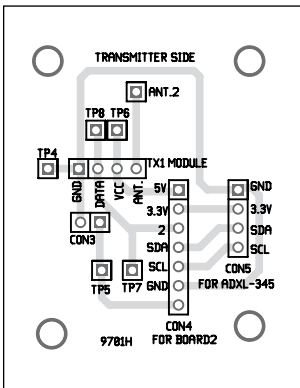 TRANSMITTER SIDE
ANT.2
TP8 TP6
TP4
TX1 MODULE
GND
DATA
VCC
ANT.
5V
GND
3.3V
3.3V
2
SDA
SDA
SCL
SCL
GND
CON3
CON5
TP5 TP7
FOR ADXL-345
CON4
9701H
FOR BOARD2